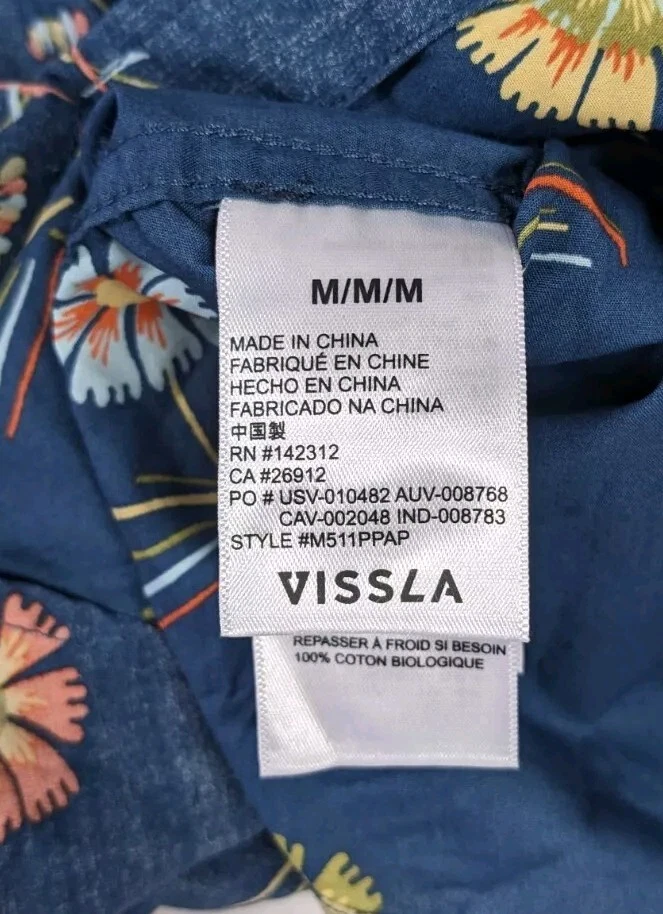 M/M/M
MADE IN CHINA
FABRIQUÉ EN CHINE
HECHO EN CHINA
FABRICADO NA CHINA
中国製
RN #142312
CA #26912
PO # USV-010482 AUV-008768
CAV-002048 IND-008783
STYLE #M511PPAP
VISSLA
REPASSER À FROID SI BESOIN
100% COTON BIOLOGIQUE